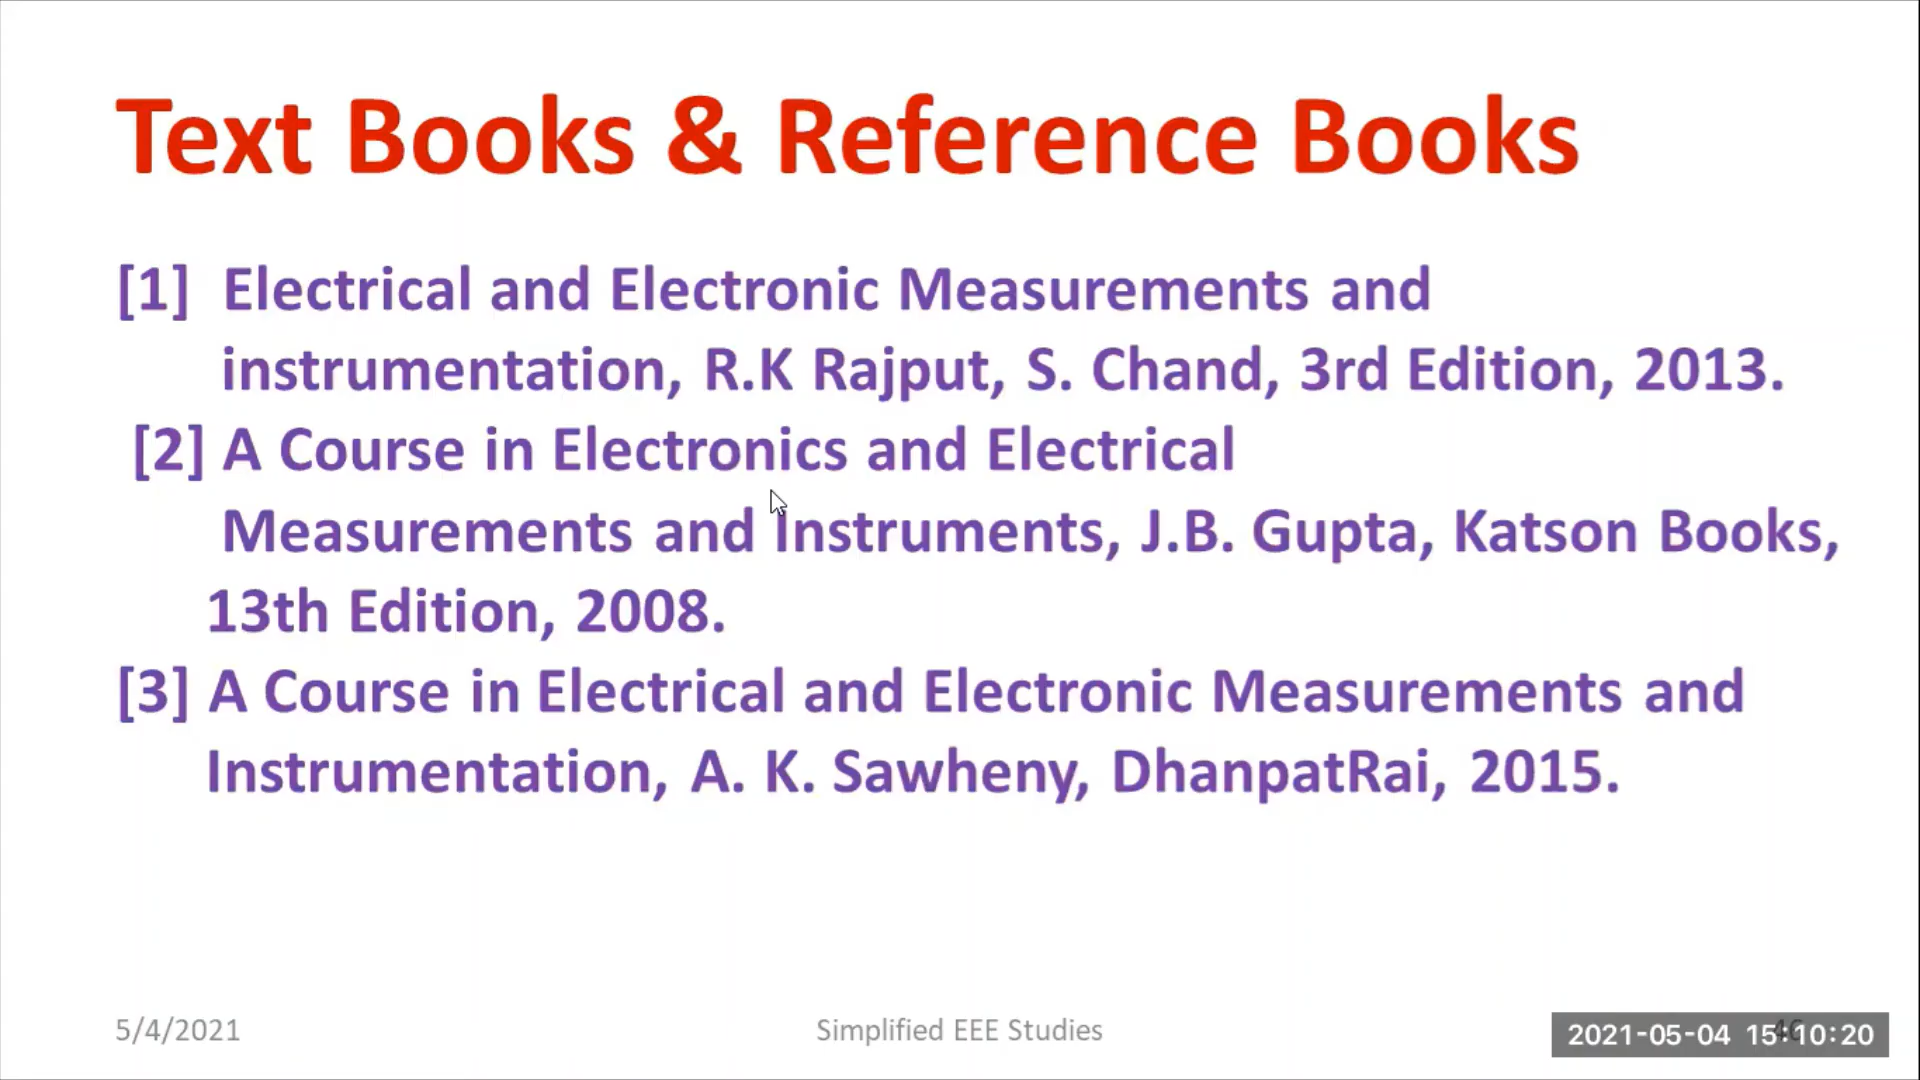 Text Books & Reference Books
[1] Electrical and Electronic Measurements and
instrumentation, R.K Rajput, S. Chand, 3rd Edition, 2013.
[2] A Course in Electronics and Electrical
Measurements and Instruments, J.B. Gupta, Katson Books,
13th Edition, 2008.
[3] A Course in Electrical and Electronic Measurements and
Instrumentation, A. K. Sawheny, DhanpatRai, 2015.
5/4/2021
Simplified EEE Studies
2021-05-04 15:10:20